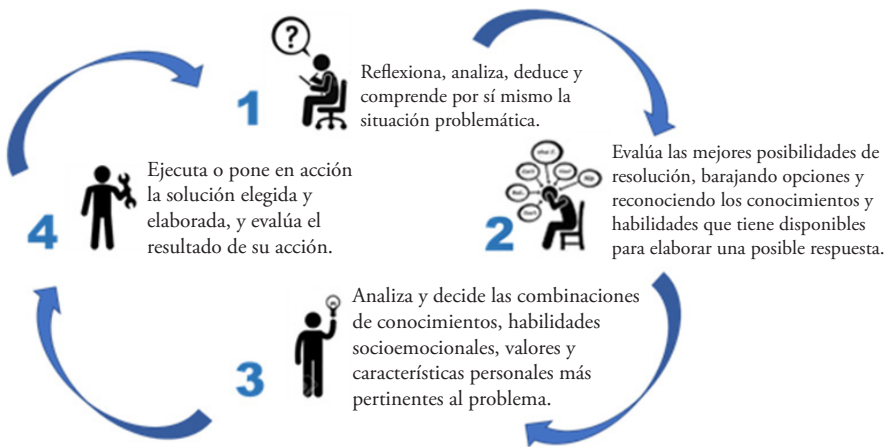 ?
1
Reflexiona, analiza, deduce y
comprende por sí mismo la
situación problemática.
2
Evalúa las mejores posibilidades de
resolución, barajando opciones y
reconociendo los conocimientos y
habilidades que tiene disponibles
para elaborar una posible respuesta.
3
Analiza y decide las combinaciones
de conocimientos, habilidades
socioemocionales, valores y
características personales más
pertinentes al problema.
4
Ejecuta o pone en acción
la solución elegida y
elaborada, y evalúa el
resultado de su acción.